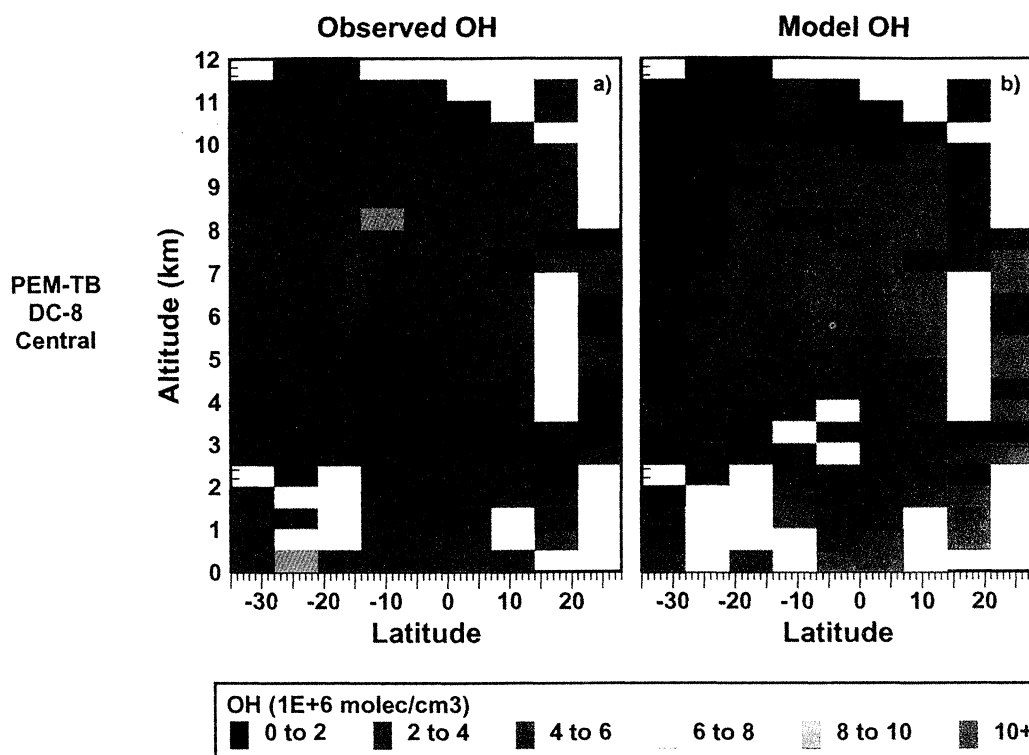 Observed OH
Model OH
a)
b)
12
11
10
9
8
7
6
5
4
3
2
1
0
Altitude (km)
PEM-TB
DC-8
Central
-30 -20 -10 0 10 20
-30 -20 -10 0 10 20
Latitude
Latitude
OH (1E+6 molec/cm3)
0 to 2 2 to 4 4 to 6 6 to 8 8 to 10 10+